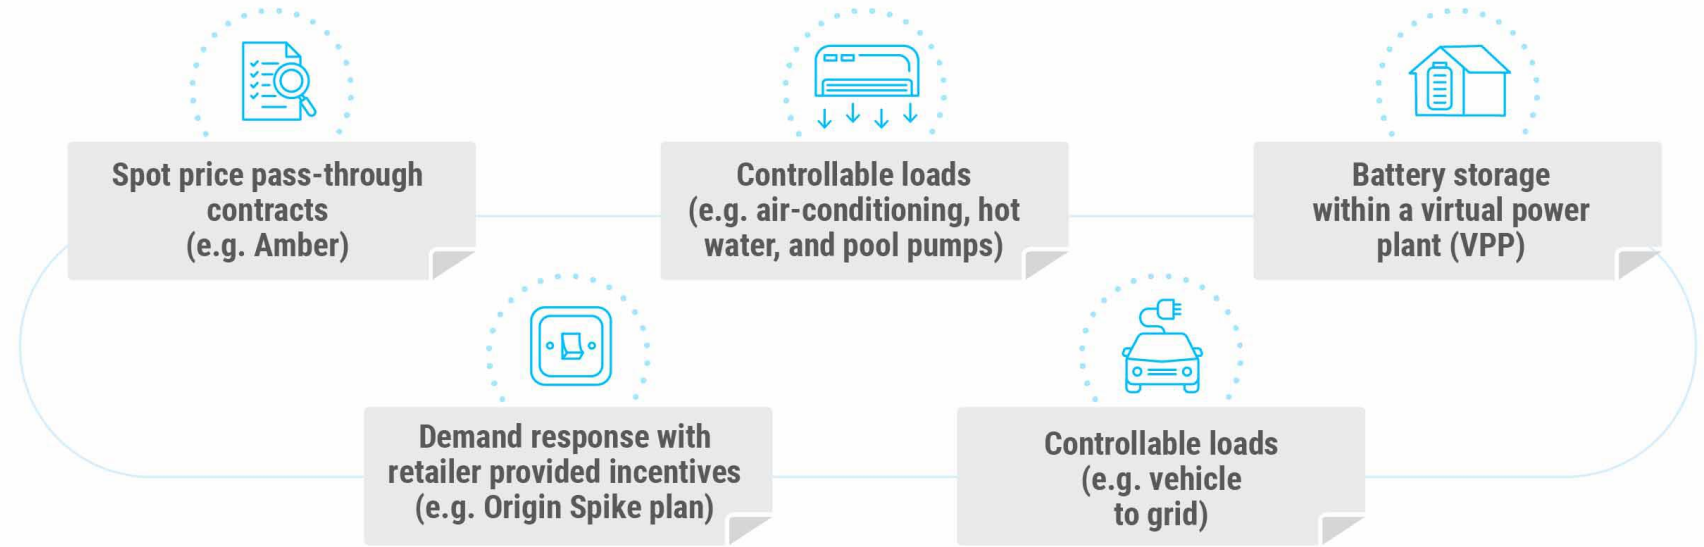 Spot price pass-through
contracts
(e.g. Amber)
Controllable loads
(e.g. air-conditioning, hot
water, and pool pumps)
Battery storage
within a virtual power
plant (VPP)
Demand response with
retailer provided incentives
(e.g. Origin Spike plan)
Controllable loads
(e.g. vehicle
to grid)